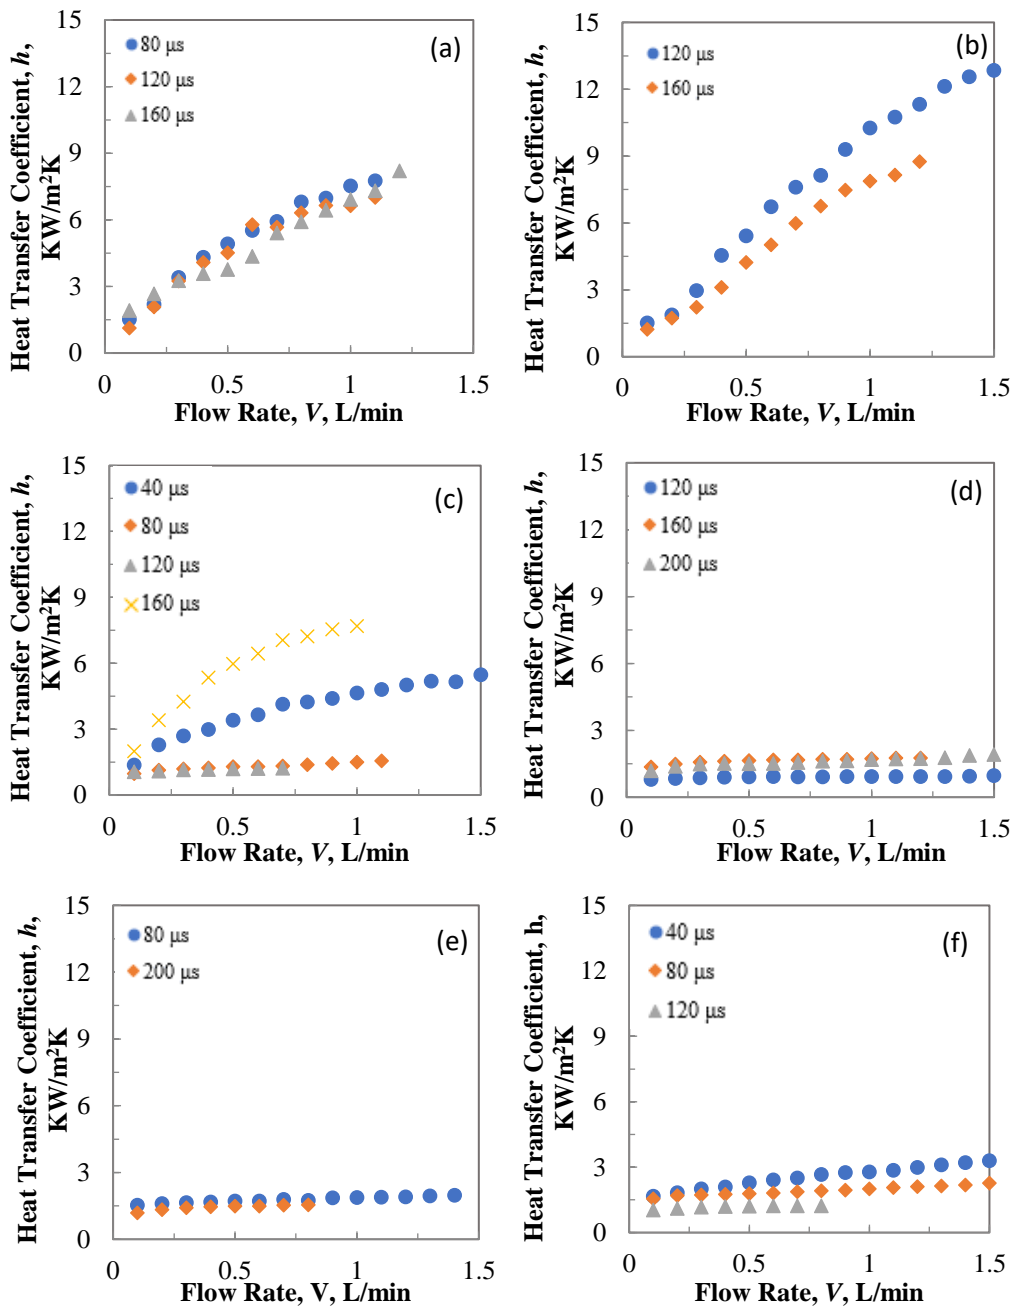 Heat Transfer Coefficient, h,
KW/m²K
15
12
9
6
3
0
80 μs
120 μs
160 μs
(a)
0
0.5
1
1.5
Flow Rate, V, L/min
Heat Transfer Coefficient, h,
KW/m²K
15
12
9
6
3
0
120 μs
160 μs
(b)
0
0.5
1
1.5
Flow Rate, V, L/min
Heat Transfer Coefficient, h,
KW/m²K
15
12
9
6
3
0
40 μs
80 μs
120 μs
160 μs
(c)
0
0.5
1
1.5
Flow Rate, V, L/min
Heat Transfer Coefficient, h,
KW/m²K
15
12
9
6
3
0
120 μs
160 μs
200 μs
(d)
0
0.5
1
1.5
Flow Rate, V, L/min
Heat Transfer Coefficient, h,
KW/m²K
15
12
9
6
3
0
80 μs
200 μs
(e)
0
0.5
1
1.5
Flow Rate, V, L/min
Heat Transfer Coefficient, h,
KW/m²K
15
12
9
6
3
0
40 μs
80 μs
120 μs
(f)
0
0.5
1
1.5
Flow Rate, V, L/min